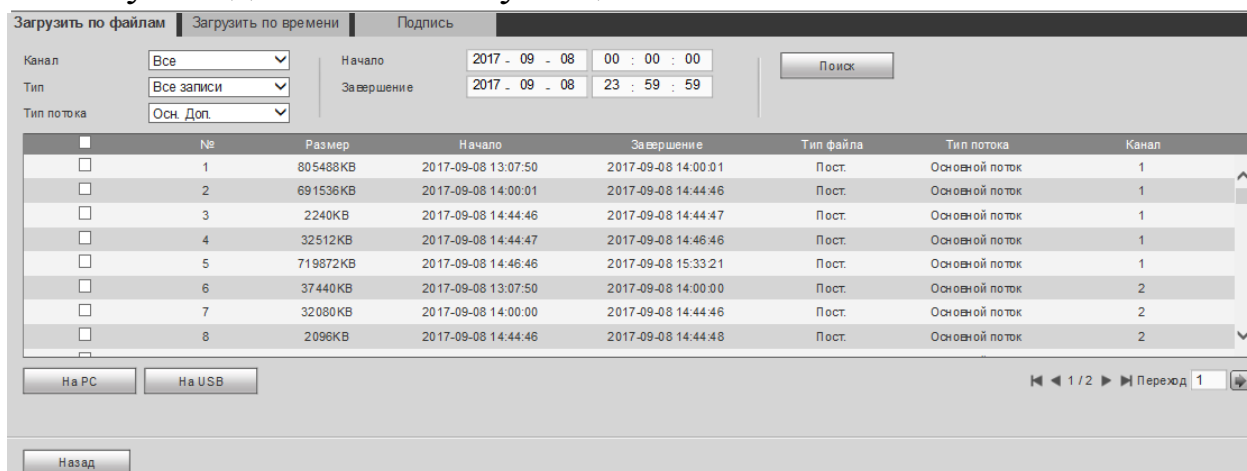 Загрузить по файлам Загрузить по времени Подпись
Канал Все Начало 2017 - 09 - 08 00 : 00 : 00 Поиск
Тип Все записи Завершение 2017 - 09 - 08 23 : 59 : 59
Тип потока Осн. Доп.
№ Размер Начало Завершение Тип файла Тип потока Канал
1 805488KB 2017-09-08 13:07:50 2017-09-08 14:00:01 Пост. Основной поток 1
2 691536KB 2017-09-08 14:00:01 2017-09-08 14:44:46 Пост. Основной поток 1
3 2240KB 2017-09-08 14:44:46 2017-09-08 14:44:47 Пост. Основной поток 1
4 32512KB 2017-09-08 14:44:47 2017-09-08 14:46:46 Пост. Основной поток 1
5 719872KB 2017-09-08 14:46:46 2017-09-08 15:33:21 Пост. Основной поток 1
6 37440KB 2017-09-08 13:07:50 2017-09-08 14:00:00 Пост. Основной поток 2
7 32080KB 2017-09-08 14:00:00 2017-09-08 14:44:46 Пост. Основной поток 2
8 2096KB 2017-09-08 14:44:46 2017-09-08 14:44:48 Пост. Основной поток 2
На PC На USB 1 / 2 Переход 1
Назад